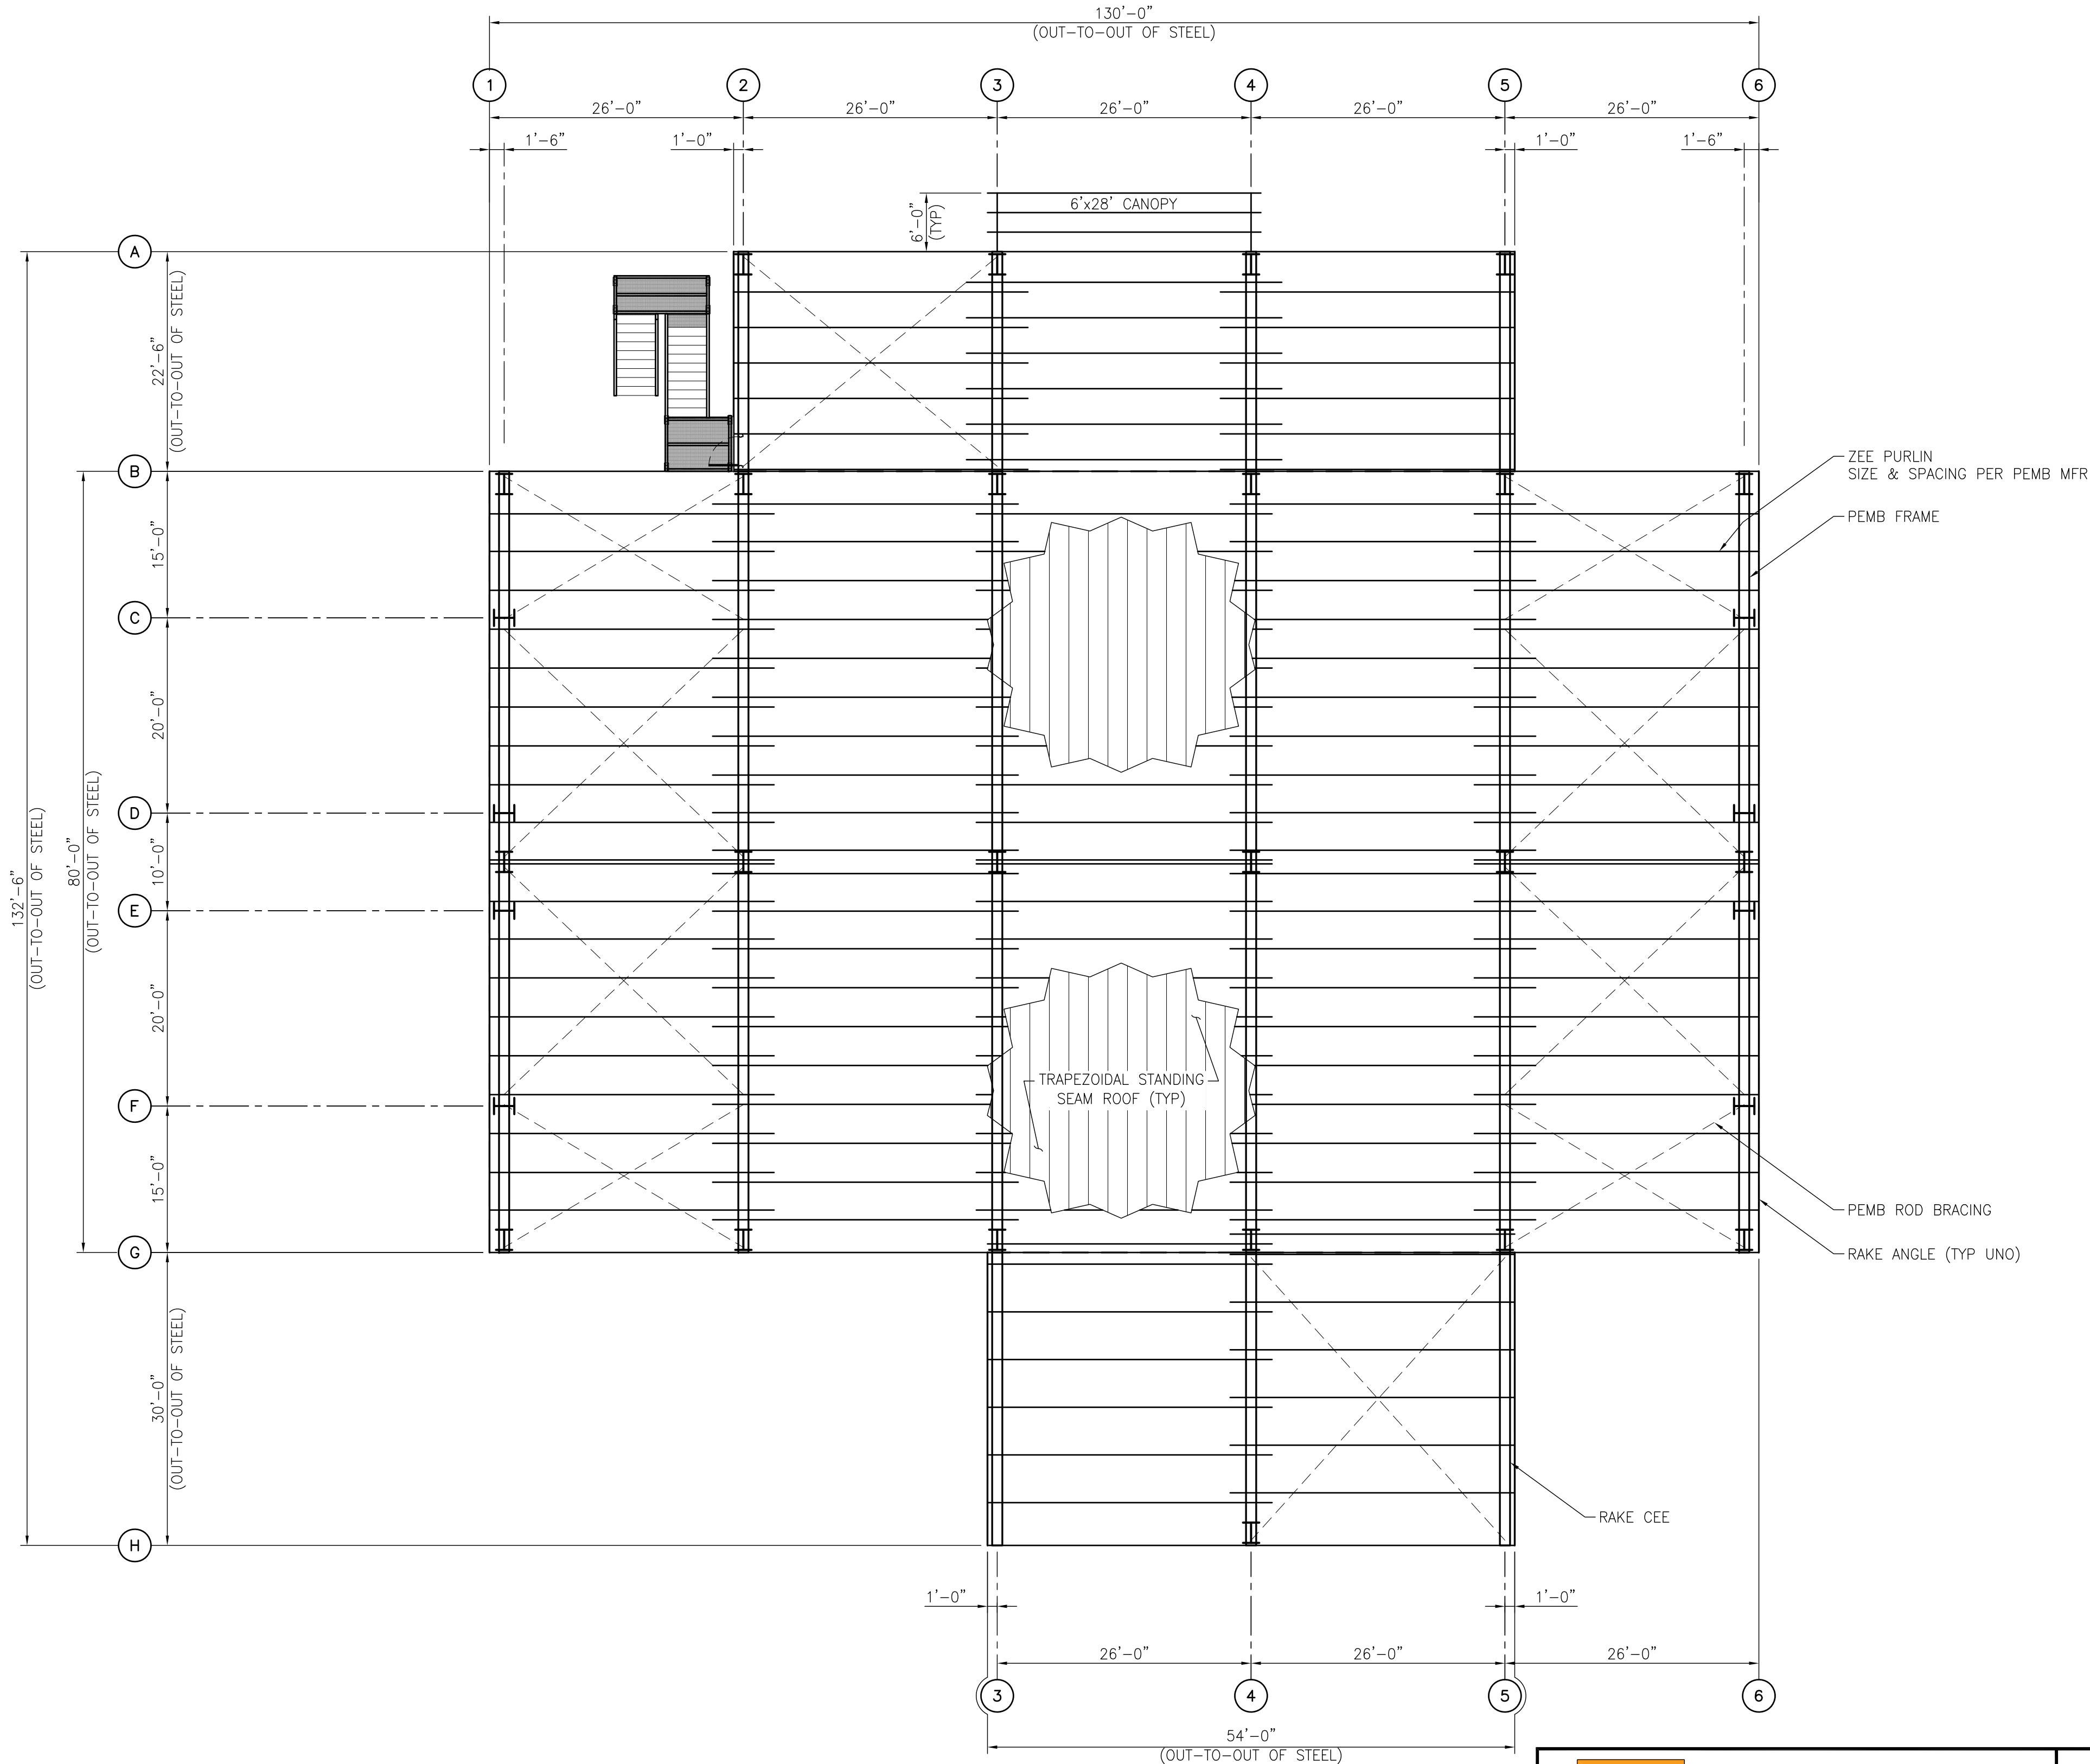 130'-0"
(OUT-TO-OUT OF STEEL)
1 2 3 4 5 6
26'-0" 26'-0" 26'-0" 26'-0" 26'-0"
1'-6" 1'-0" 1'-0" 1'-6"
6'-0"
(TYP)
6'x28' CANOPY
A
22'-6"
(OUT-TO-OUT OF STEEL)
B
ZEE PURLIN
SIZE & SPACING PER PEMB MFR
PEMB FRAME
15'-0"
C
20'-0"
D
132'-6"
(OUT-TO-OUT OF STEEL)
80'-0"
(OUT-TO-OUT OF STEEL)
10'-0"
E
20'-0"
TRAPEZOIDAL STANDING
SEAM ROOF (TYP)
F
15'-0"
PEMB ROD BRACING
G
RAKE ANGLE (TYP UNO)
30'-0"
(OUT-TO-OUT OF STEEL)
RAKE CEE
H
1'-0" 1'-0"
26'-0" 26'-0" 26'-0"
3 4 5 6
54'-0"
(OUT-TO-OUT OF STEEL)